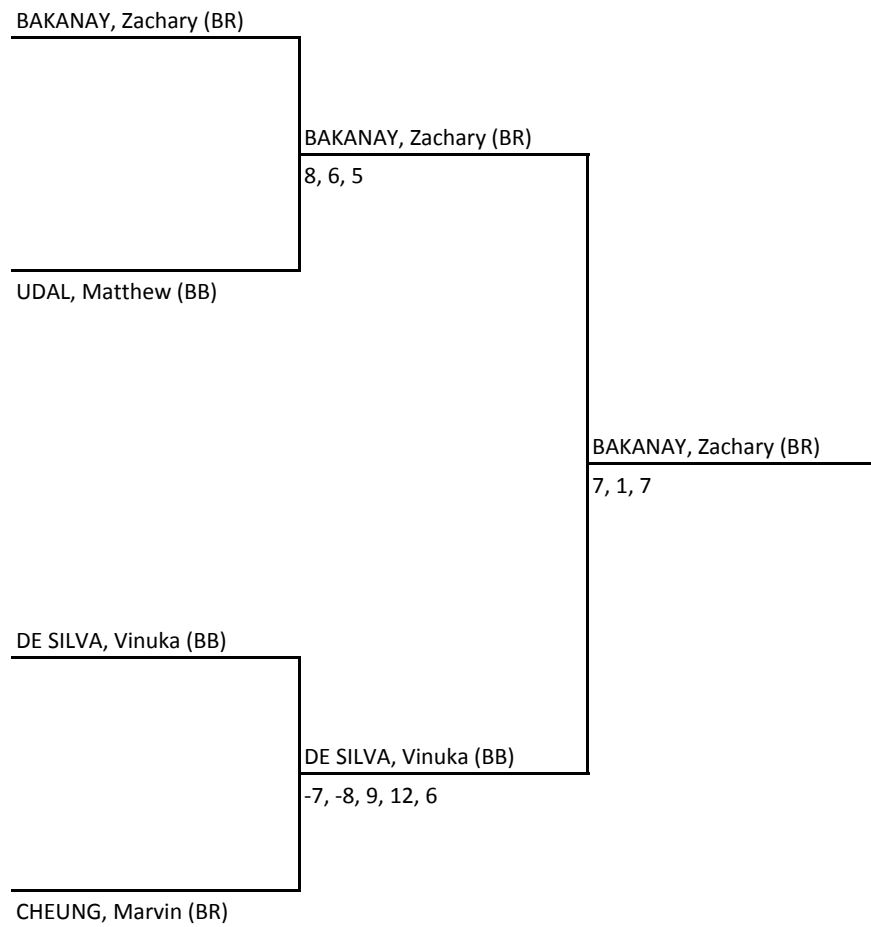 BAKANAY, Zachary (BR)
BAKANAY, Zachary (BR)
8, 6, 5
UDAL, Matthew (BB)
BAKANAY, Zachary (BR)
7, 1, 7
DE SILVA, Vinuka (BB)
DE SILVA, Vinuka (BB)
-7, -8, 9, 12, 6
CHEUNG, Marvin (BR)